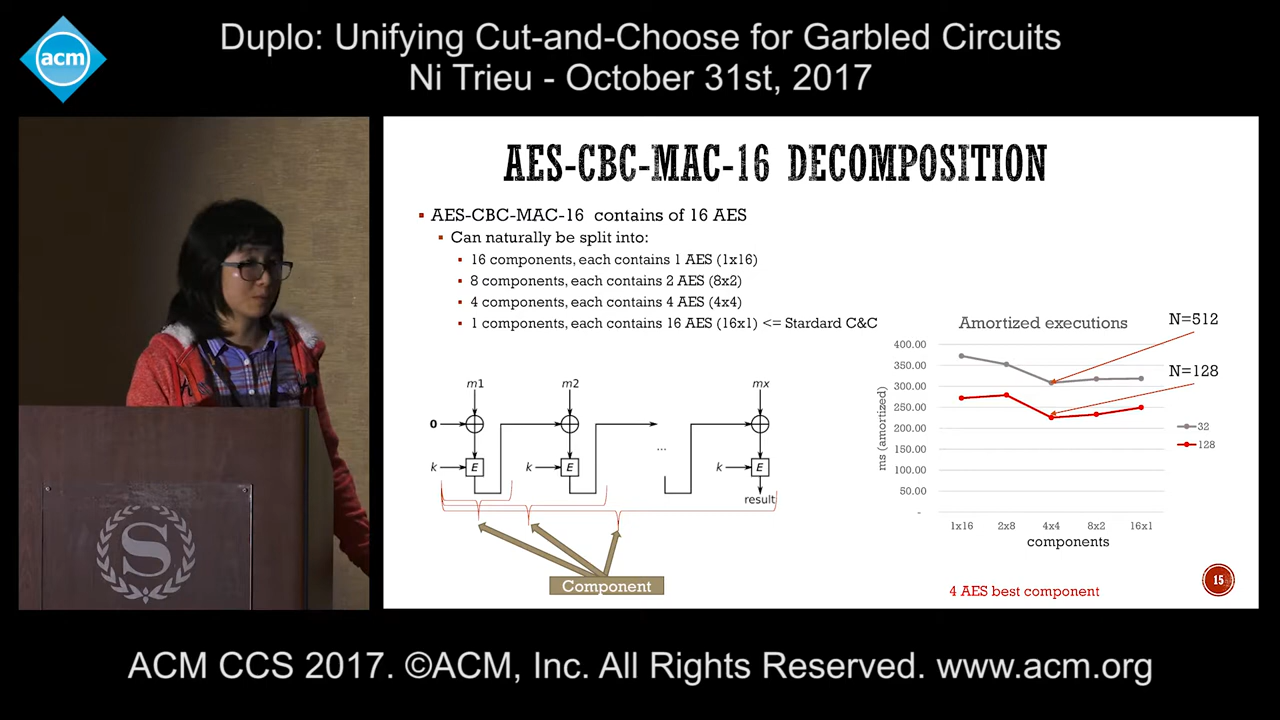 Duplo: Unifying Cut-and-Choose for Garbled Circuits
Ni Trieu - October 31st, 2017
acm
AES-CBC-MAC-16 DECOMPOSITION
AES-CBC-MAC-16 contains of 16 AES
Can naturally be split into:
16 components, each contains 1 AES (1x16)
8 components, each contains 2 AES (8x2)
4 components, each contains 4 AES (4x4)
1 components, each contains 16 AES (16x1) <= Stardard C&C
m1 m2 mx
0
...
k E k E k E
result
Component
Amortized executions
N=512
N=128
ms (amortized)
400.00
350.00
300.00
250.00
200.00
150.00
100.00
50.00
-
1x16 2x8 4x4 8x2 16x1
components
32
128
4 AES best component
15
S
ACM CCS 2017. ©ACM, Inc. All Rights Reserved. www.acm.org